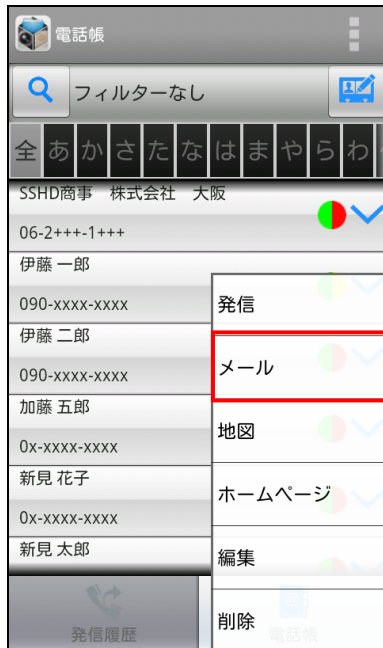 電話帳
フィルターなし
全 あ か さ た な は ま や ら わ
SSHD商事 株式会社 大阪
06-2+++-1+++
伊藤 一郎
090-xxxx-xxxx
伊藤 二郎
090-xxxx-xxxx
加藤 五郎
0x-xxxx-xxxx
新見 花子
0x-xxxx-xxxx
新見 太郎
発信
メール
地図
ホームページ
編集
削除
発信履歴
電話帳